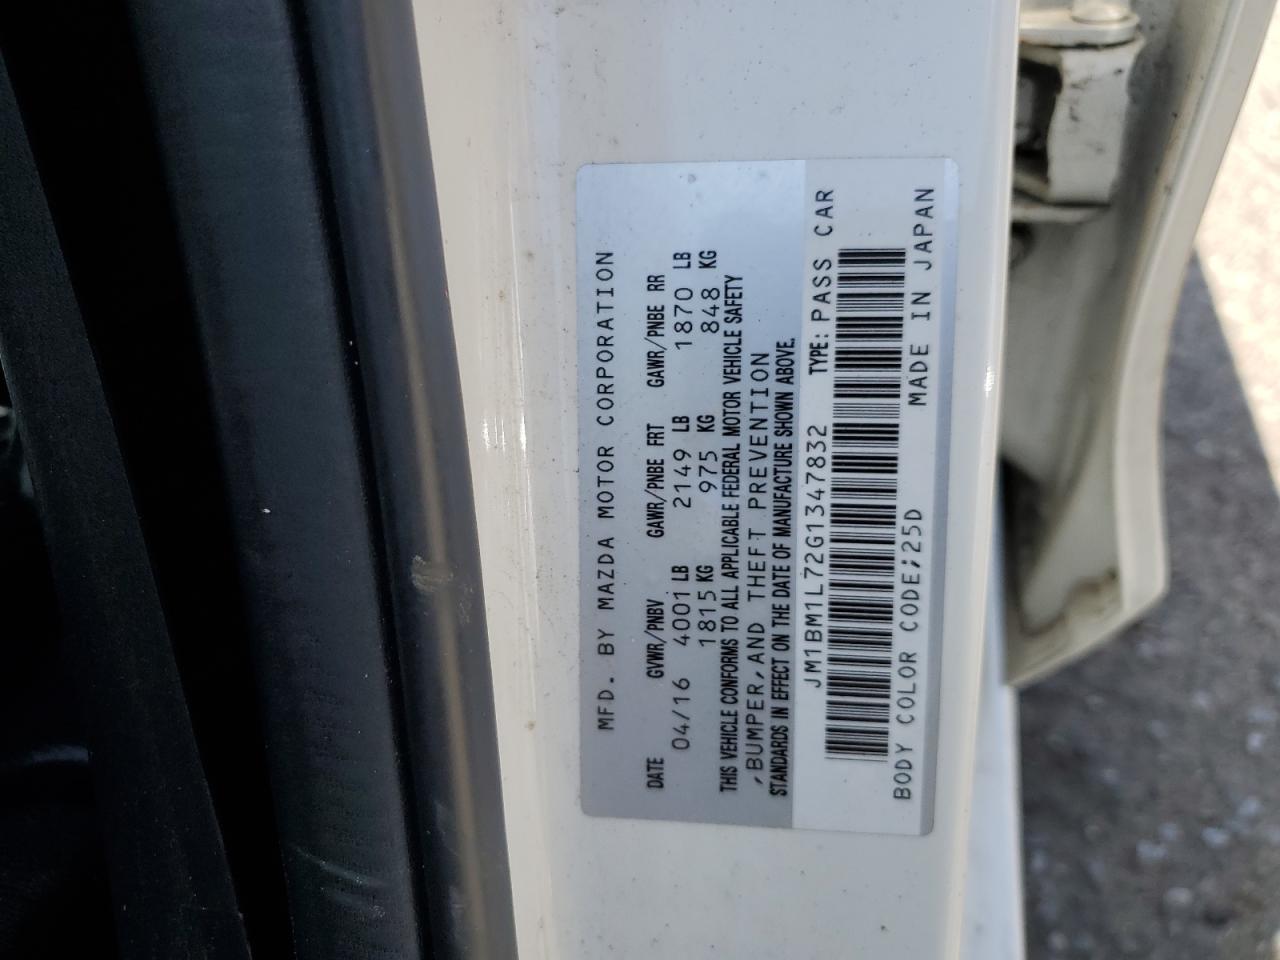 MFD. BY MAZDA MOTOR CORPORATION
DATE GVWR/PNBV GAWR/PNBE FRT GAWR/PNBE RR
04/16 4001 LB 2149 LB 1870 LB
1815 KG 975 KG 848 KG
THIS VEHICLE CONFORMS TO ALL APPLICABLE FEDERAL MOTOR VEHICLE SAFETY
,BUMPER,AND THEFT PREVENTION
STANDARDS IN EFFECT ON THE DATE OF MANUFACTURE SHOWN ABOVE.
JM1BM1L72G1347832 TYPE: PASS CAR
BODY COLOR CODE;25D MADE IN JAPAN